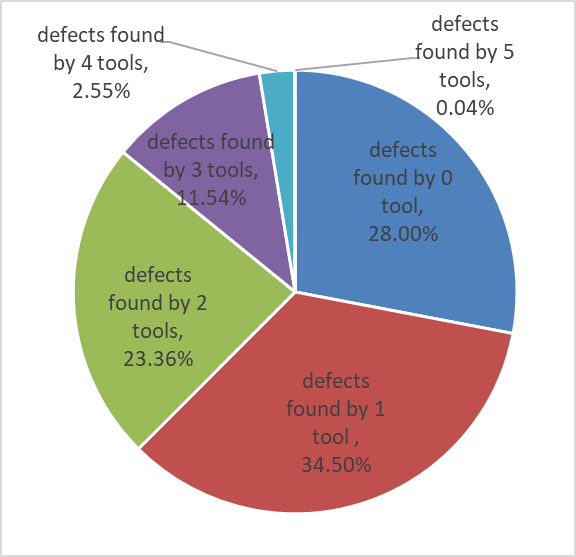 defects found
by 4 tools,
2.55%
defects
found by 5
tools,
0.04%
defects found
by 3 tools,
11.54%
defects
found by 0
tool,
28.00%
defects
found by 2
tools,
23.36%
defects
found by 1
tool ,
34.50%